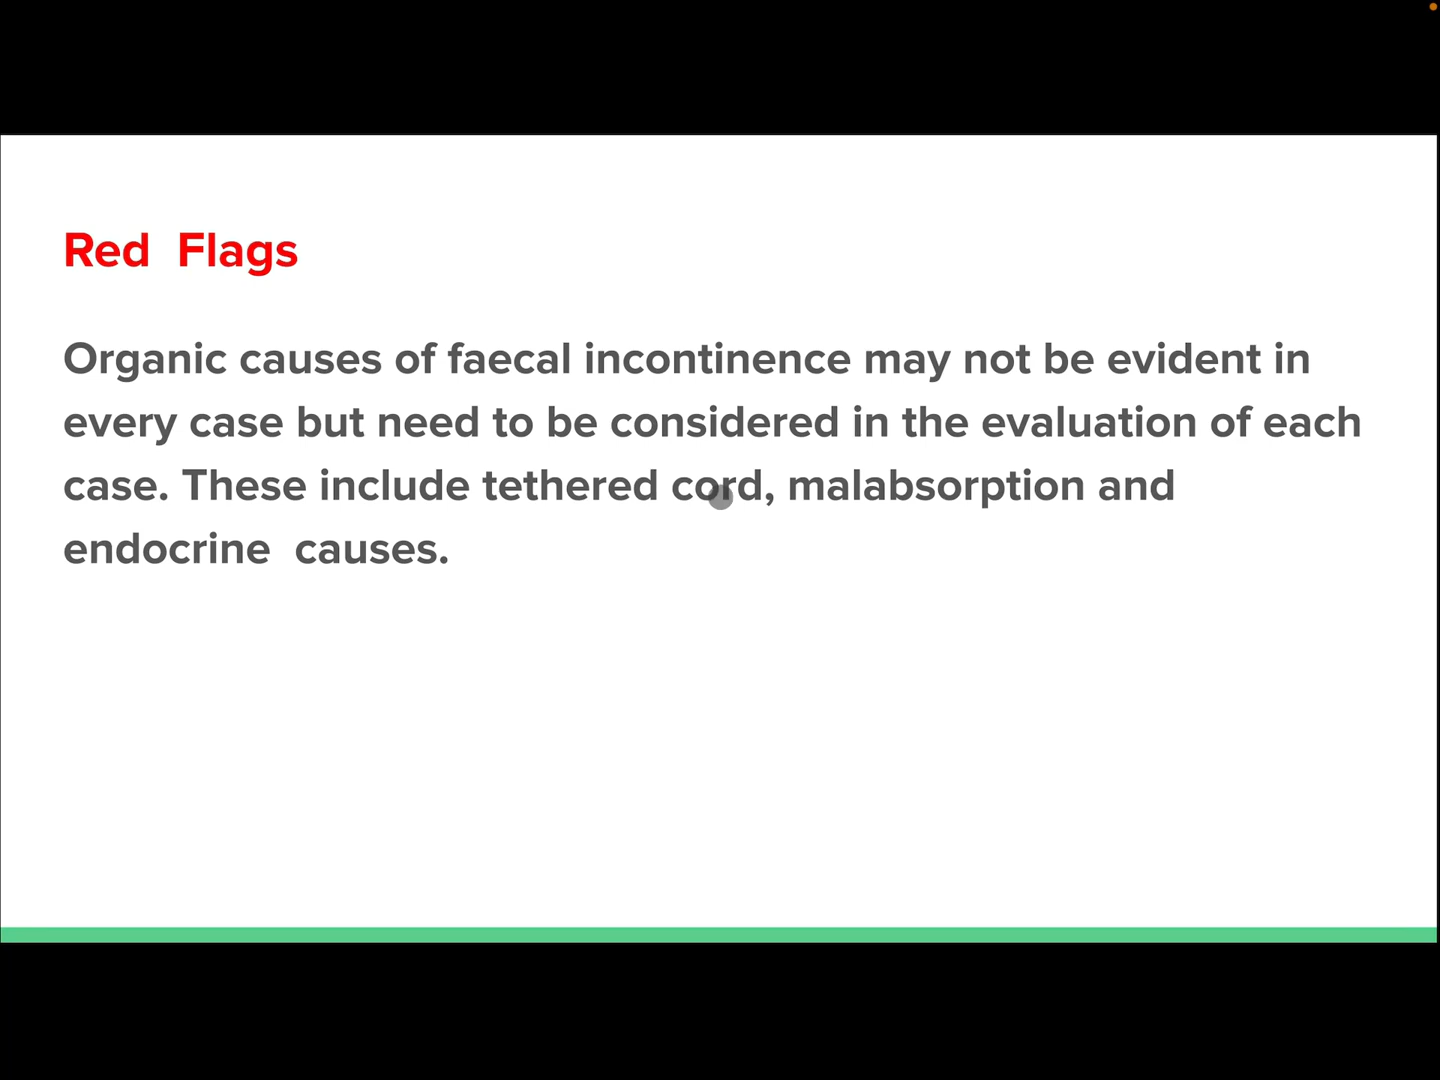 Red  Flags
Organic causes of faecal incontinence may not be evident in
every case but need to be considered in the evaluation of each
case. These include tethered cord, malabsorption and
endocrine  causes.